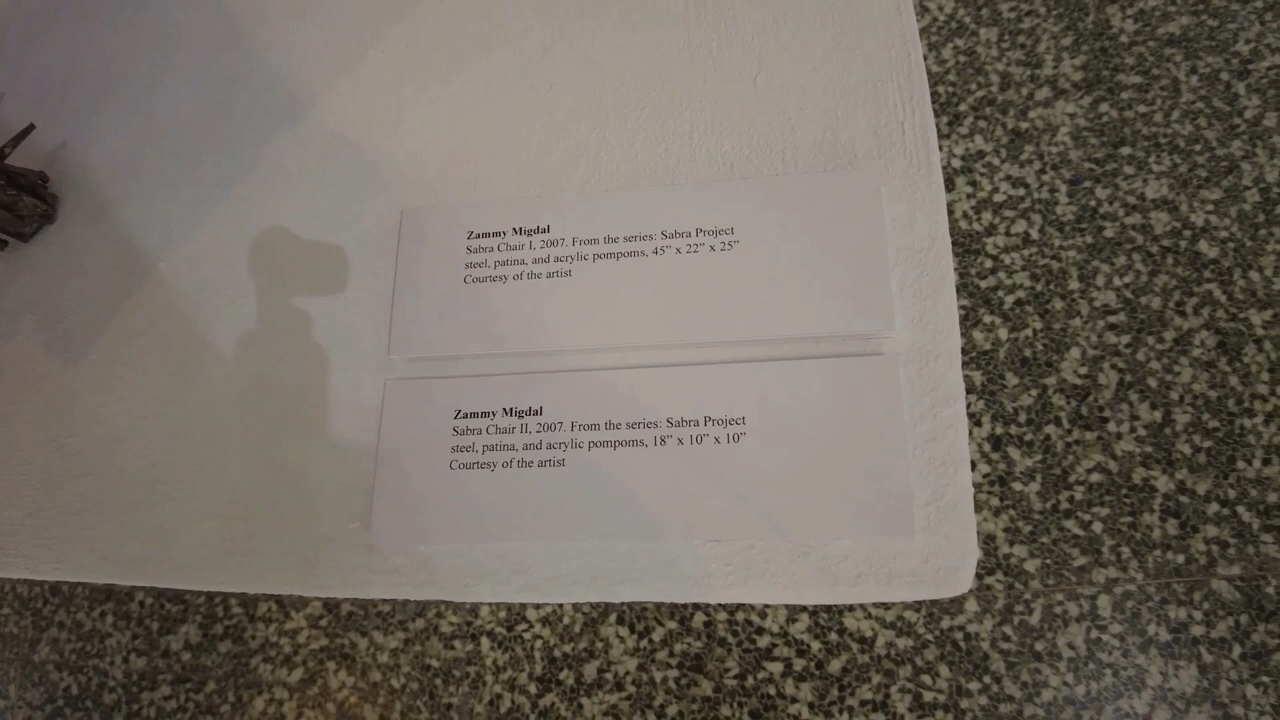 Zammy Migdal
Sabra Chair I, 2007. From the series: Sabra Project
steel, patina, and acrylic pompoms, 45” x 22” x 25”
Courtesy of the artist
Zammy Migdal
Sabra Chair II, 2007. From the series: Sabra Project
steel, patina, and acrylic pompoms, 18” x 10” x 10”
Courtesy of the artist